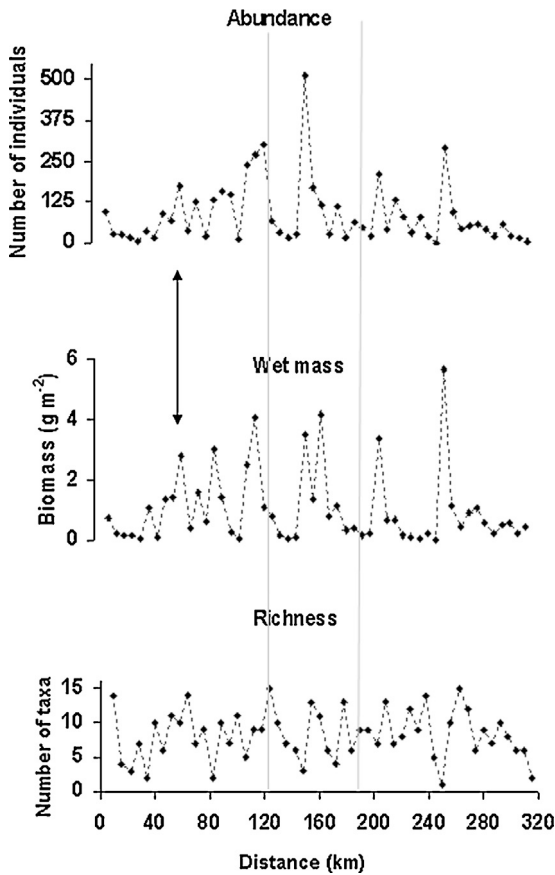 Abundance
Number of individuals
500
375
250
125
0
Wet mass
Biomass (g m-2)
6
4
2
0
Richness
Number of taxa
15
10
5
0
0 40 80 120 160 200 240 280 320
Distance (km)